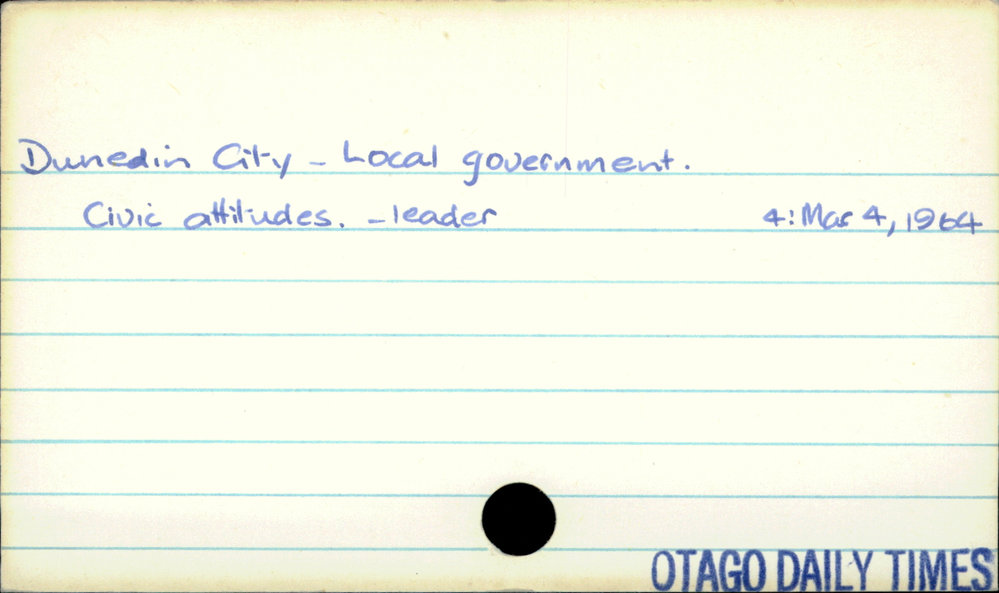 Dunedin City - Local government.
Civic attitudes. - leader 4: Mar 4, 1964
OTAGO DAILY TIMES